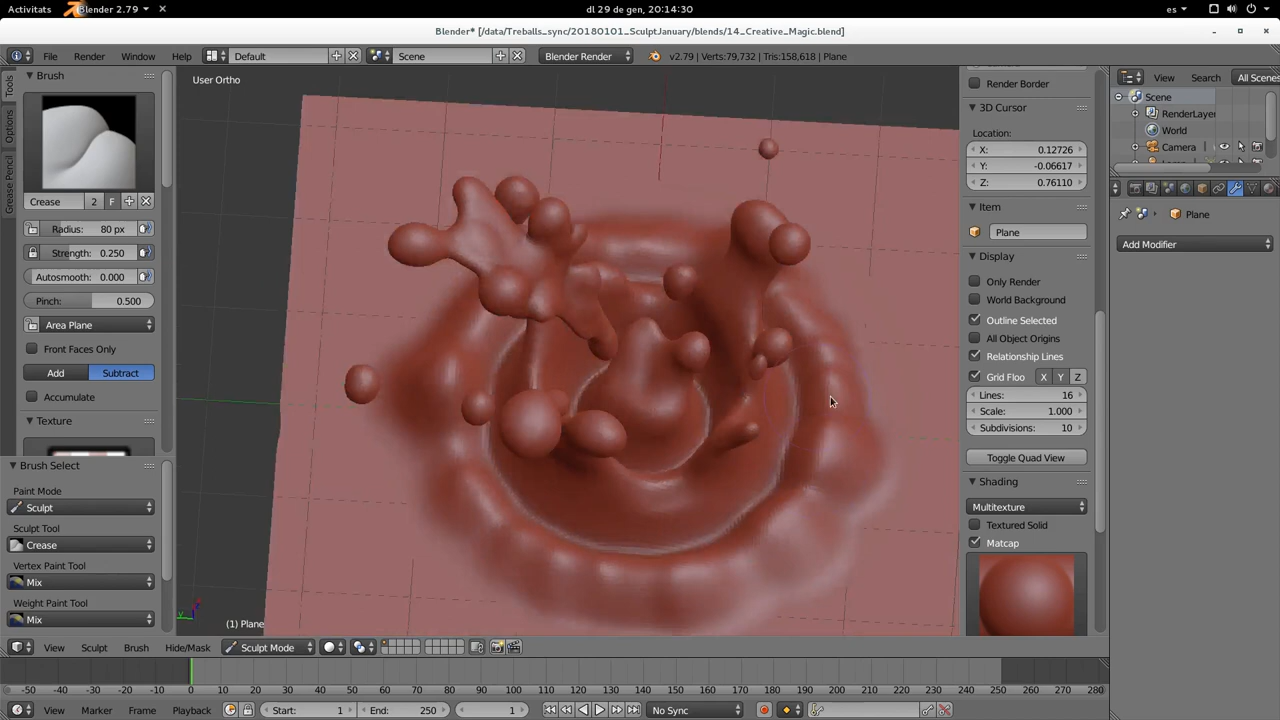 Activitats Blender 2.79 dl 29 de gen, 20:14:30 es
Blender* [/data/Treballs_sync/20180101_SculptJanuary/blends/14_Creative_Magic.blend]
File Render Window Help Default Scene Blender Render v2.79 | Verts:79,732 | Tris:158,618 | Plane
View Search All Scenes
Tools
Options
Grease Pencil
Brush
Crease 2 F
Radius: 80 px
Strength: 0.250
Autosmooth: 0.000
Pinch: 0.500
Area Plane
Front Faces Only
Add Subtract
Accumulate
Texture
Brush Select
Paint Mode
Sculpt
Sculpt Tool
Crease
Vertex Paint Tool
Mix
Weight Paint Tool
Mix
User Ortho
(1) Plane
Render Border
3D Cursor
Location:
X: 0.12726
Y: -0.06617
Z: 0.76110
Item
Plane
Display
Only Render
World Background
Outline Selected
All Object Origins
Relationship Lines
Grid Floo X Y Z
Lines: 16
Scale: 1.000
Subdivisions: 10
Toggle Quad View
Shading
Multitexture
Textured Solid
Matcap
Scene
RenderLaye
World
Camera
Plane
Add Modifier
View Sculpt Brush Hide/Mask Sculpt Mode
-50 -40 -30 -20 -10 0 10 20 30 40 50 60 70 80 90 100 110 120 130 140 150 160 170 180 190 200 210 220 230 240 250 260 270 280
View Marker Frame Playback Start: 1 End: 250 1 No Sync